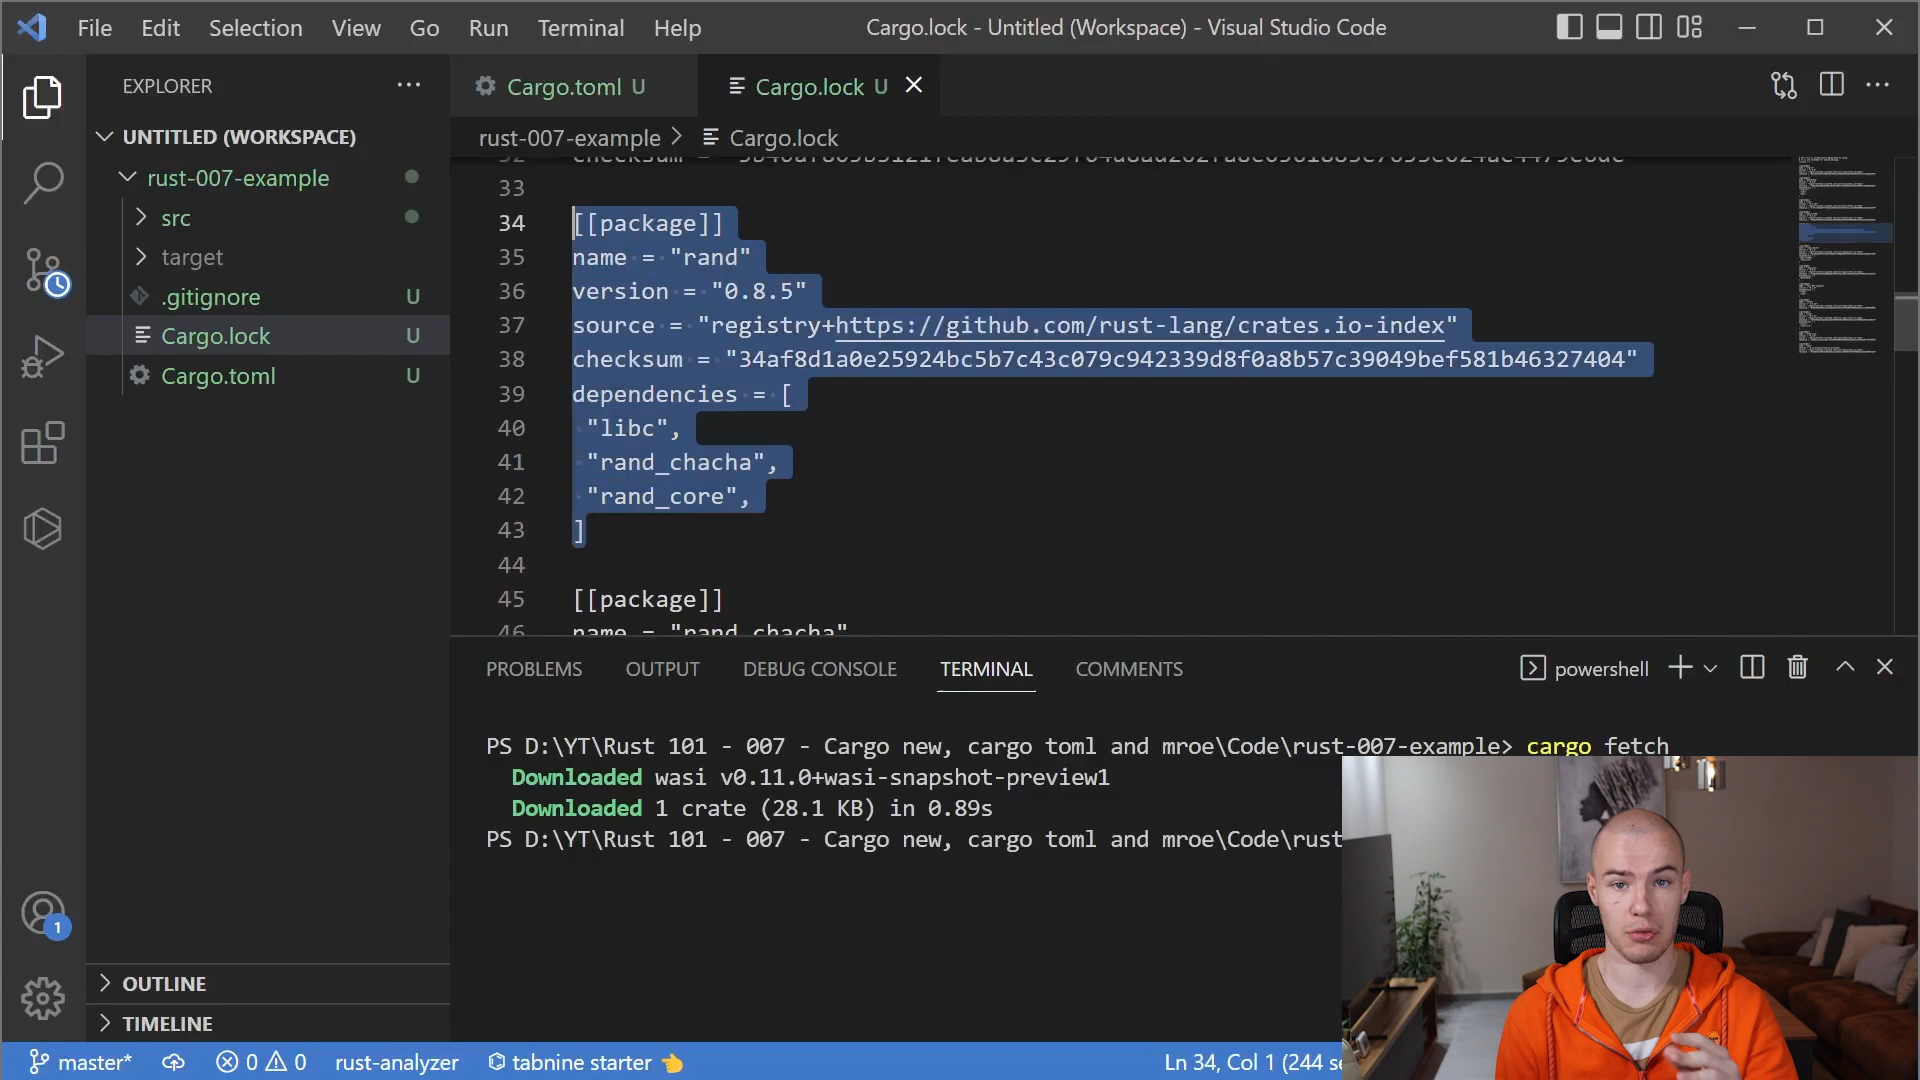 File Edit Selection View Go Run Terminal Help
Cargo.lock - Untitled (Workspace) - Visual Studio Code
EXPLORER
UNTITLED (WORKSPACE)
rust-007-example
src
target
.gitignore U
Cargo.lock U
Cargo.toml U
OUTLINE
TIMELINE
Cargo.toml U
Cargo.lock U
rust-007-example > Cargo.lock
33
34 [[package]]
35 name = "rand"
36 version = "0.8.5"
37 source = "registry+https://github.com/rust-lang/crates.io-index"
38 checksum = "34af8d1a0e25924bc5b7c43c079c942339d8f0a8b57c39049bef581b46327404"
39 dependencies = [
40 "libc",
41 "rand_chacha",
42 "rand_core",
43 ]
44
45 [[package]]
46 name = "rand_chacha"
PROBLEMS OUTPUT DEBUG CONSOLE TERMINAL COMMENTS
powershell
PS D:\YT\Rust 101 - 007 - Cargo new, cargo toml and mroe\Code\rust-007-example> cargo fetch
Downloaded wasi v0.11.0+wasi-snapshot-preview1
Downloaded 1 crate (28.1 KB) in 0.89s
PS D:\YT\Rust 101 - 007 - Cargo new, cargo toml and mroe\Code\rust
1
master* 0 0 rust-analyzer tabnine starter 👈
Ln 34, Col 1 (244 se